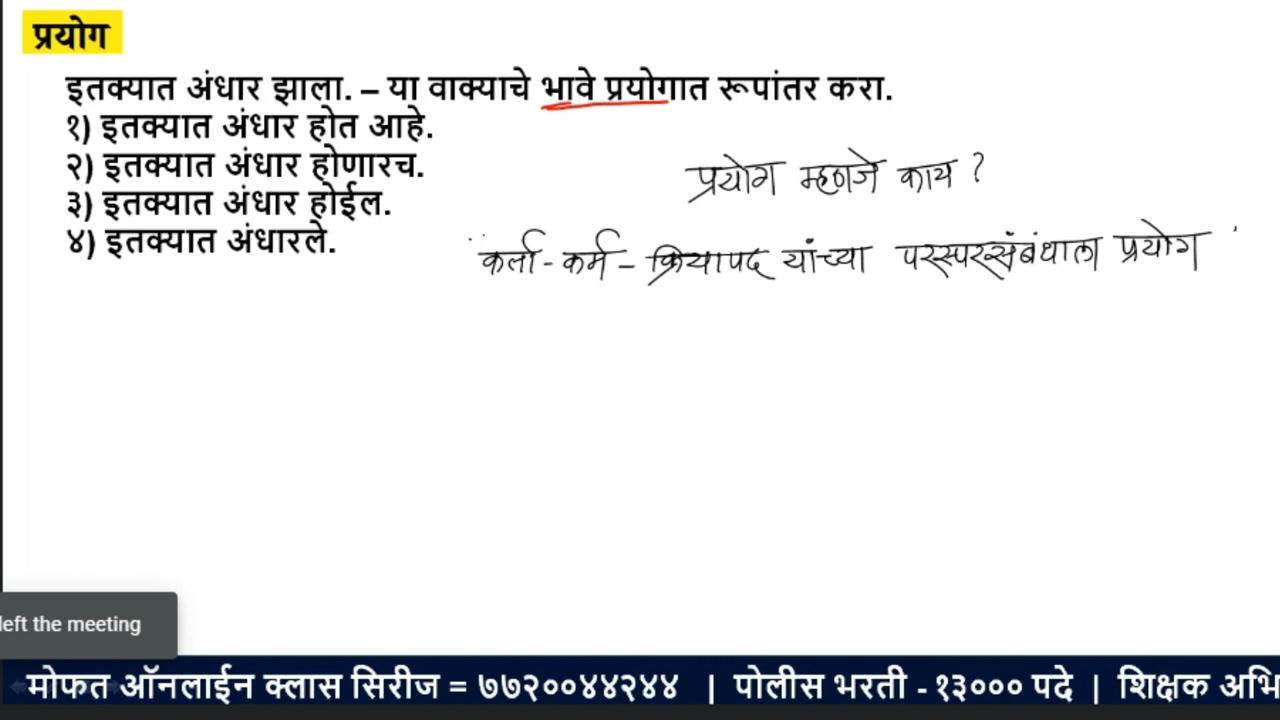 प्रयोग
इतक्यात अंधार झाला. – या वाक्याचे भावे प्रयोगात रूपांतर करा.
१) इतक्यात अंधार होत आहे.
२) इतक्यात अंधार होणारच.
३) इतक्यात अंधार होईल.
४) इतक्यात अंधारले.
प्रयोग म्हणजे काय ?
कर्ता - कर्म - क्रियापद यांच्या परस्परसंबंधाला प्रयोग
left the meeting
मोफत ऑनलाईन क्लास सिरीज = ७७२००४४२४४ | पोलीस भरती - १३००० पदे | शिक्षक अभि